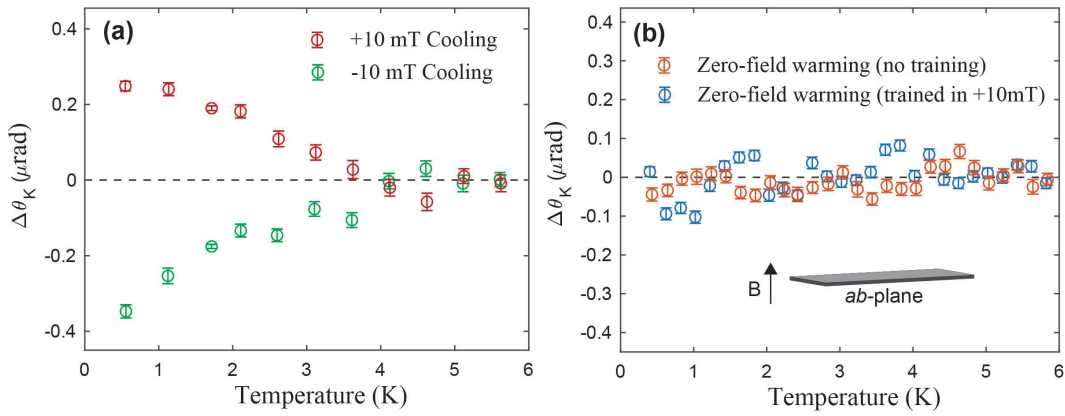 (a)
+10 mT Cooling
-10 mT Cooling
0.4
0.2
0
-0.2
-0.4
Δθ_K (μrad)
0 1 2 3 4 5 6
Temperature (K)
(b)
Zero-field warming (no training)
Zero-field warming (trained in +10mT)
0.4
0.3
0.2
0.1
0
-0.1
-0.2
-0.3
-0.4
Δθ_K (μrad)
B
ab-plane
0 1 2 3 4 5 6
Temperature (K)